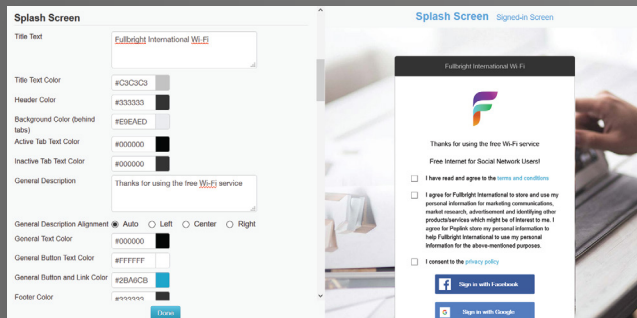 Splash Screen
Title Text
Fullbright International Wi-Fi
Title Text Color
#C3C3C3
Header Color
#333333
Background Color (behind
tabs)
#E9EAED
Active Tab Text Color
#000000
Inactive Tab Text Color
#000000
General Description
Thanks for using the free Wi-Fi service
General Description Alignment Auto Left Center Right
General Text Color
#000000
General Button Text Color
#FFFFFF
General Button and Link Color
#2BA6CB
Footer Color
#333333
Done
Splash Screen Signed-in Screen
Fullbright International Wi-Fi
Thanks for using the free Wi-Fi service
Free Internet for Social Network Users!
I have read and agree to the terms and conditions
I agree for Fullbright International to store and use my
personal information for marketing communications,
market research, advertisement and identifying other
products/services which might be of interest to me. I
agree for Peplink store my personal information to
help Fullbright International to use my personal
information for the above-mentioned purposes.
I consent to the privacy policy
Sign in with Facebook
Sign in with Google